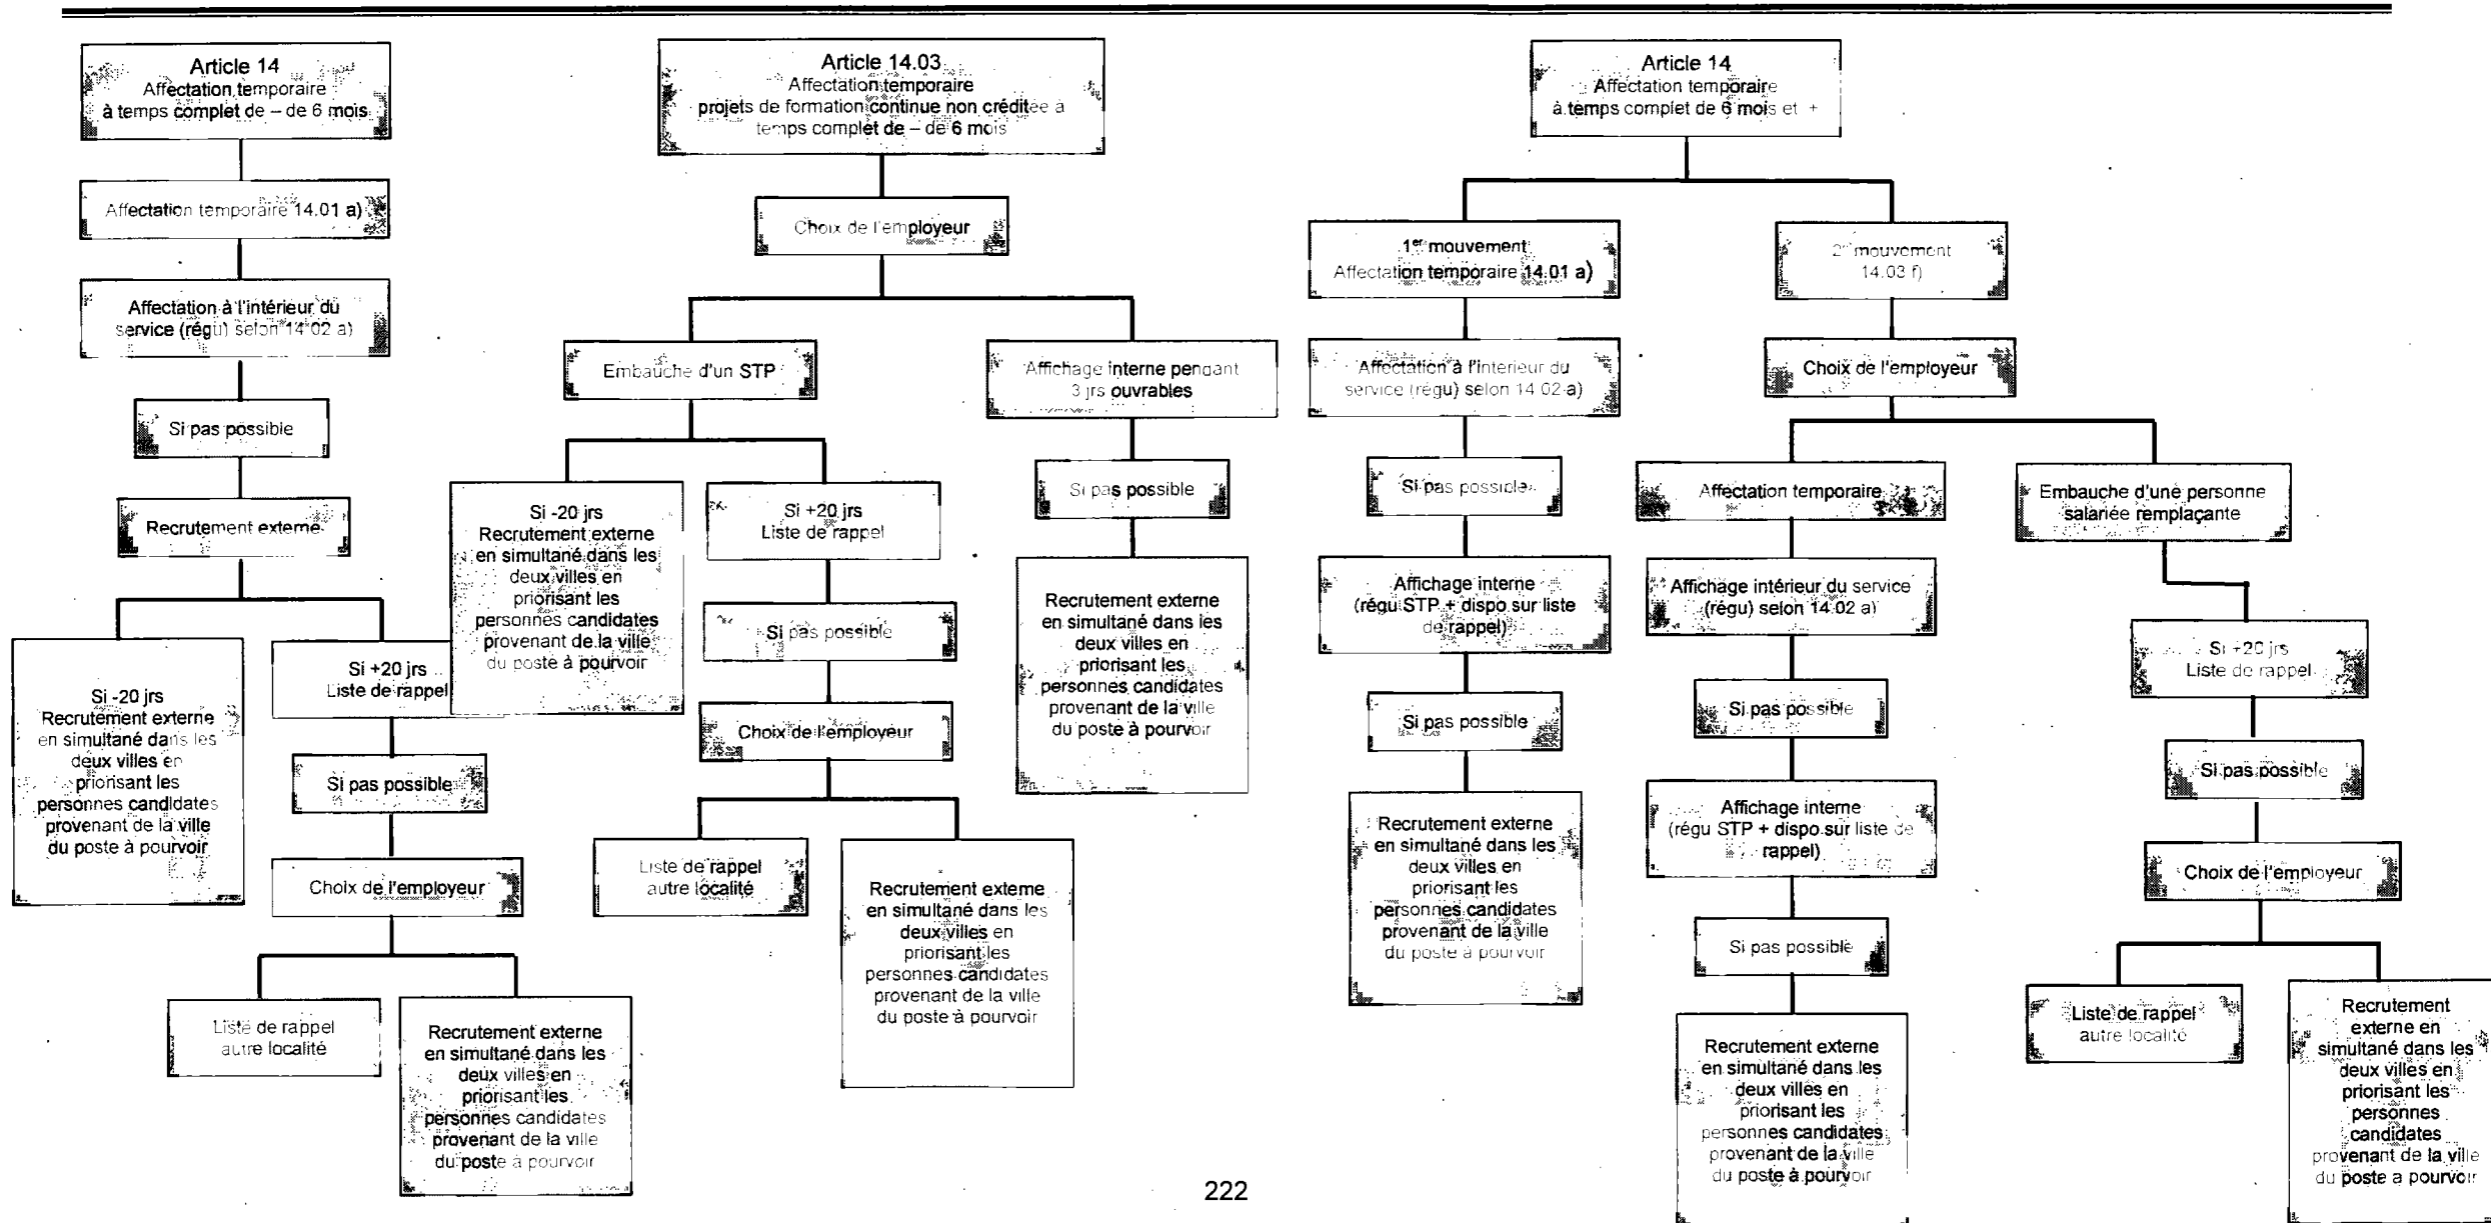 Article 14
Affectation temporaire
à temps complet de – de 6 mois
Affectation temporaire 14.01 a)
Affectation à l'intérieur du
service (régu) selon 14 02 a)
Si pas possible
Recrutement externe
Si -20 jrs
Recrutement externe
en simultané dans les
deux villes en
priorisant les
personnes candidates
provenant de la ville
du poste à pourvoir
Si +20 jrs
Liste de rappel
Si pas possible
Choix de l'employeur
Liste de rappel
autre localité
Recrutement externe
en simultané dans les
deux villes en
priorisant les
personnes candidates
provenant de la ville
du poste à pourvoir
Article 14.03
Affectation temporaire
projets de formation continue non créditée à
temps complet de – de 6 mois
Choix de l'employeur
Embauche d'un STP
Si -20 jrs
Recrutement externe
en simultané dans les
deux villes en
priorisant les
personnes candidates
provenant de la ville
du poste à pourvoir
Si +20 jrs
Liste de rappel
Si pas possible
Choix de l'employeur
Liste de rappel
autre localité
Recrutement externe
en simultané dans les
deux villes en
priorisant les
personnes candidates
provenant de la ville
du poste à pourvoir
Affichage interne pendant
3 jrs ouvrables
Si pas possible
Recrutement externe
en simultané dans les
deux villes en
priorisant les
personnes candidates
provenant de la ville
du poste à pourvoir
Article 14
Affectation temporaire
à temps complet de 6 mois et +
1er mouvement
Affectation temporaire 14.01 a)
Affectation à l'intérieur du
service (régu) selon 14 02 a)
Si pas possible
Affichage interne
(régu STP + dispo sur liste
de rappel)
Si pas possible
Recrutement externe
en simultané dans les
deux villes en
priorisant les
personnes candidates
provenant de la ville
du poste à pourvoir
2e mouvement
14.03 f)
Choix de l'employeur
Affectation temporaire
Affichage intérieur du service
(régu) selon 14.02 a)
Si pas possible
Affichage interne
(régu STP + dispo sur liste de
rappel)
Si pas possible
Recrutement externe
en simultané dans les
deux villes en
priorisant les
personnes candidates
provenant de la ville
du poste à pourvoir
Embauche d'une personne
salariée remplaçante
Si +20 jrs
Liste de rappel
Si pas possible
Choix de l'employeur
Liste de rappel
autre localité
Recrutement
externe en
simultané dans les
deux villes en
priorisant les
personnes
candidates
provenant de la ville
du poste a pourvoir
222